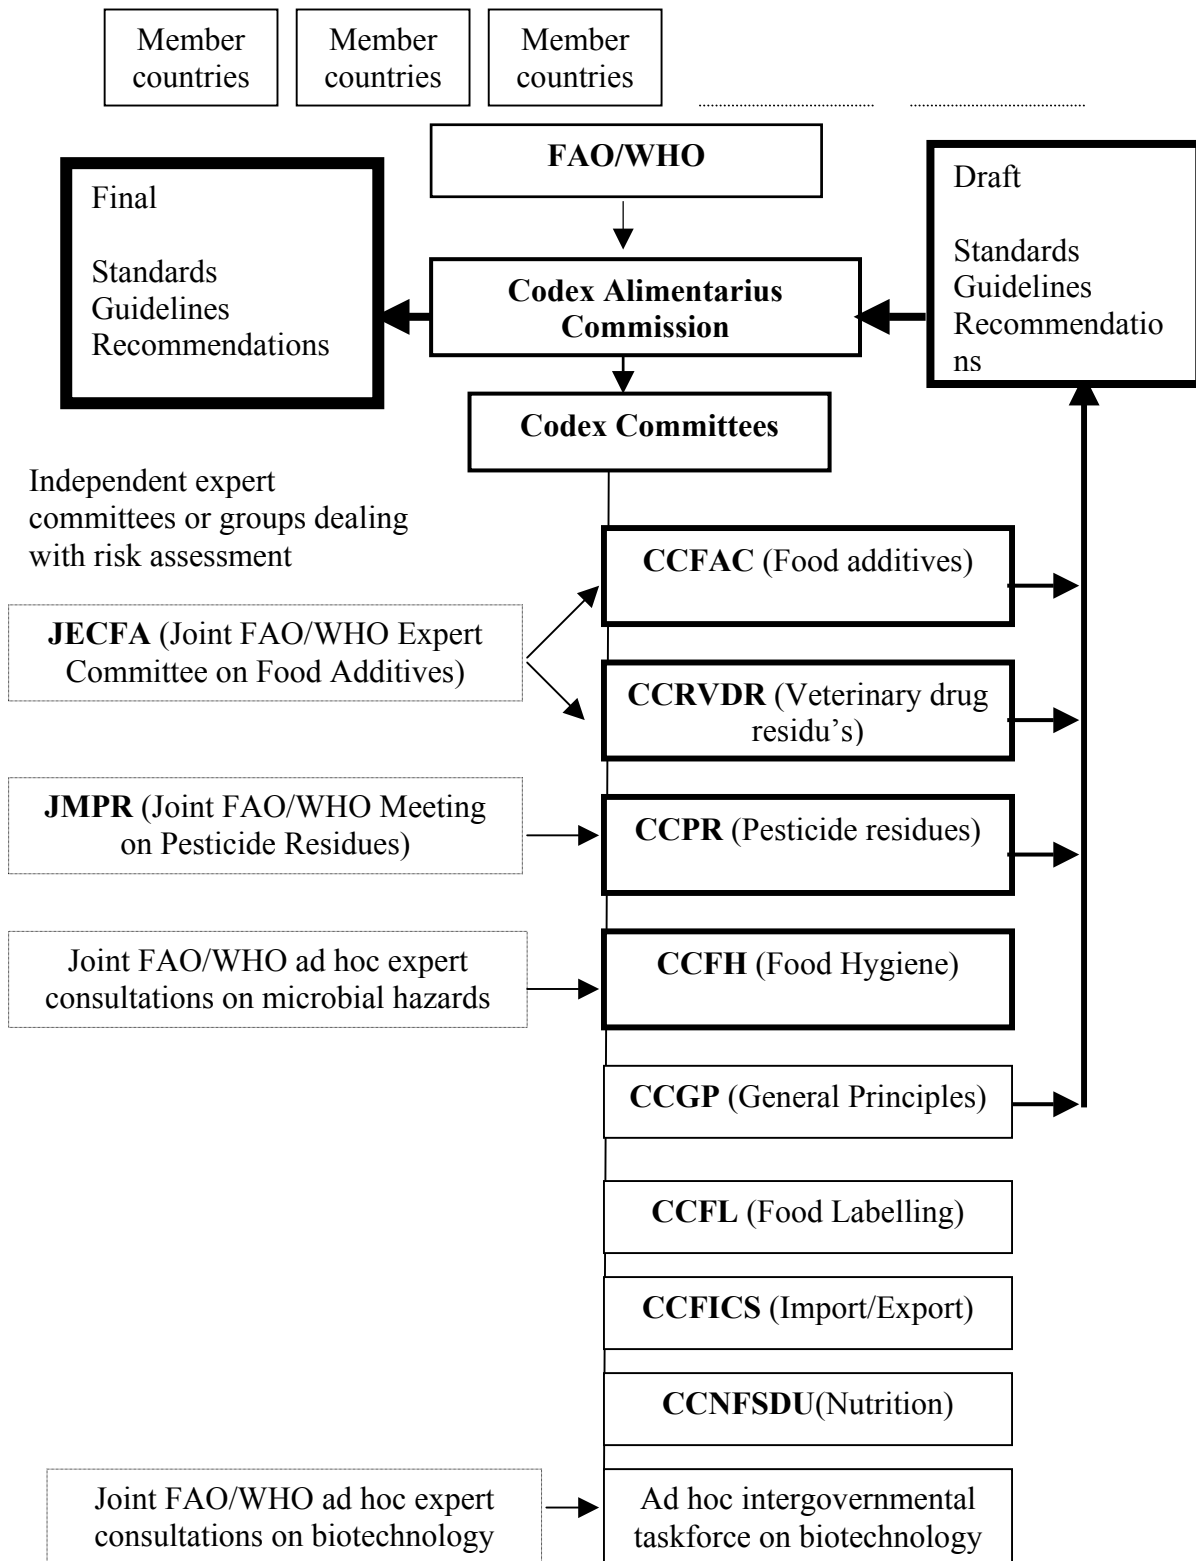 Member
countries
Member
countries
Member
countries
FAO/WHO
Final
Standards
Guidelines
Recommendations
Draft
Standards
Guidelines
Recommendatio
ns
Codex Alimentarius
Commission
Codex Committees
Independent expert
committees or groups dealing
with risk assessment
CCFAC (Food additives)
JECFA (Joint FAO/WHO Expert
Committee on Food Additives)
CCRVDR (Veterinary drug
residu’s)
JMPR (Joint FAO/WHO Meeting
on Pesticide Residues)
CCPR (Pesticide residues)
Joint FAO/WHO ad hoc expert
consultations on microbial hazards
CCFH (Food Hygiene)
CCGP (General Principles)
CCFL (Food Labelling)
CCFICS (Import/Export)
CCNFSDU(Nutrition)
Joint FAO/WHO ad hoc expert
consultations on biotechnology
Ad hoc intergovernmental
taskforce on biotechnology